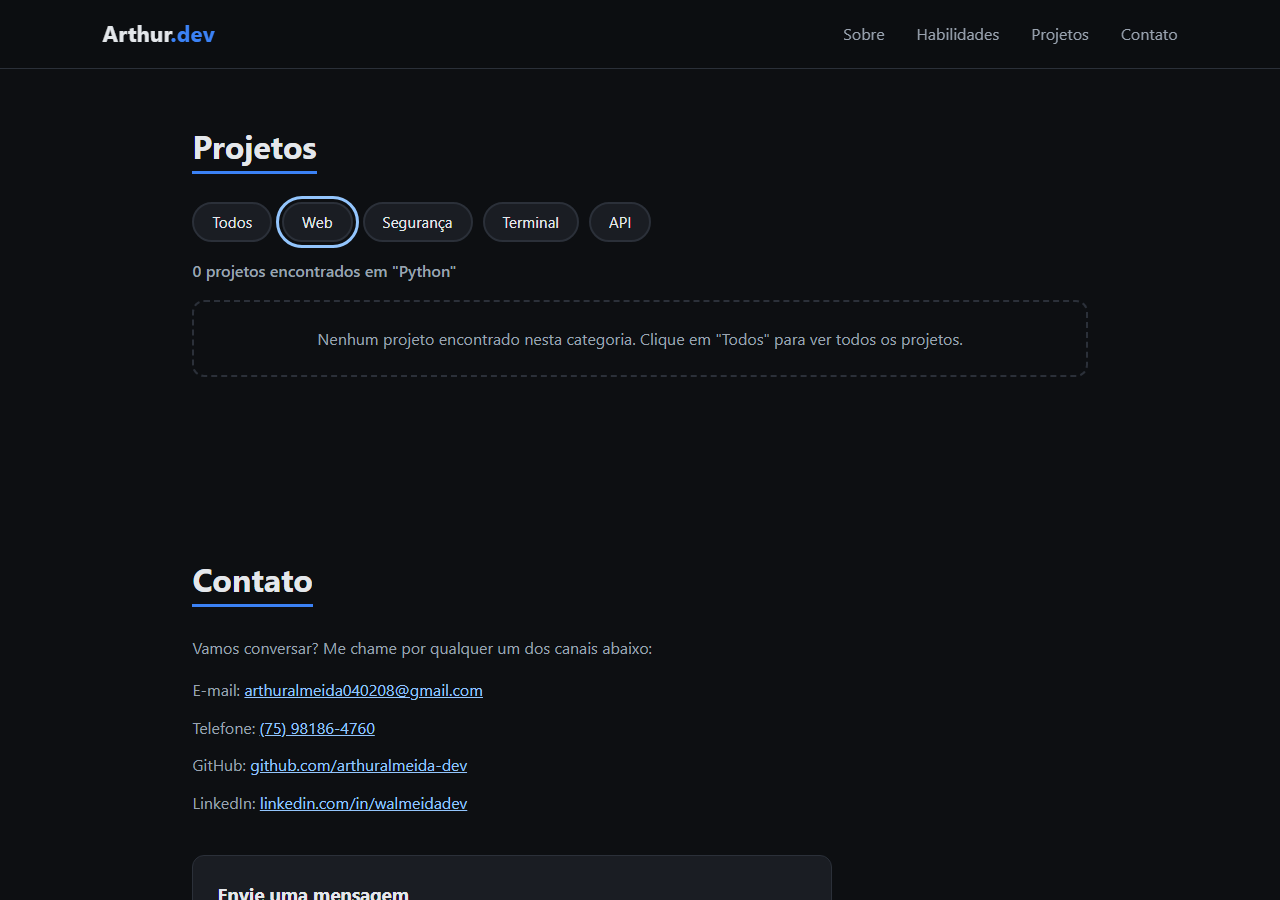 Arthur.dev
Sobre Habilidades Projetos Contato
Projetos
Todos Web Segurança Terminal API
0 projetos encontrados em "Python"
Nenhum projeto encontrado nesta categoria. Clique em "Todos" para ver todos os projetos.
Contato
Vamos conversar? Me chame por qualquer um dos canais abaixo:
E-mail: arthuralmeida040208@gmail.com
Telefone: (75) 98186-4760
GitHub: github.com/arthuralmeida-dev
LinkedIn: linkedin.com/in/walmeidadev
Envie uma mensagem